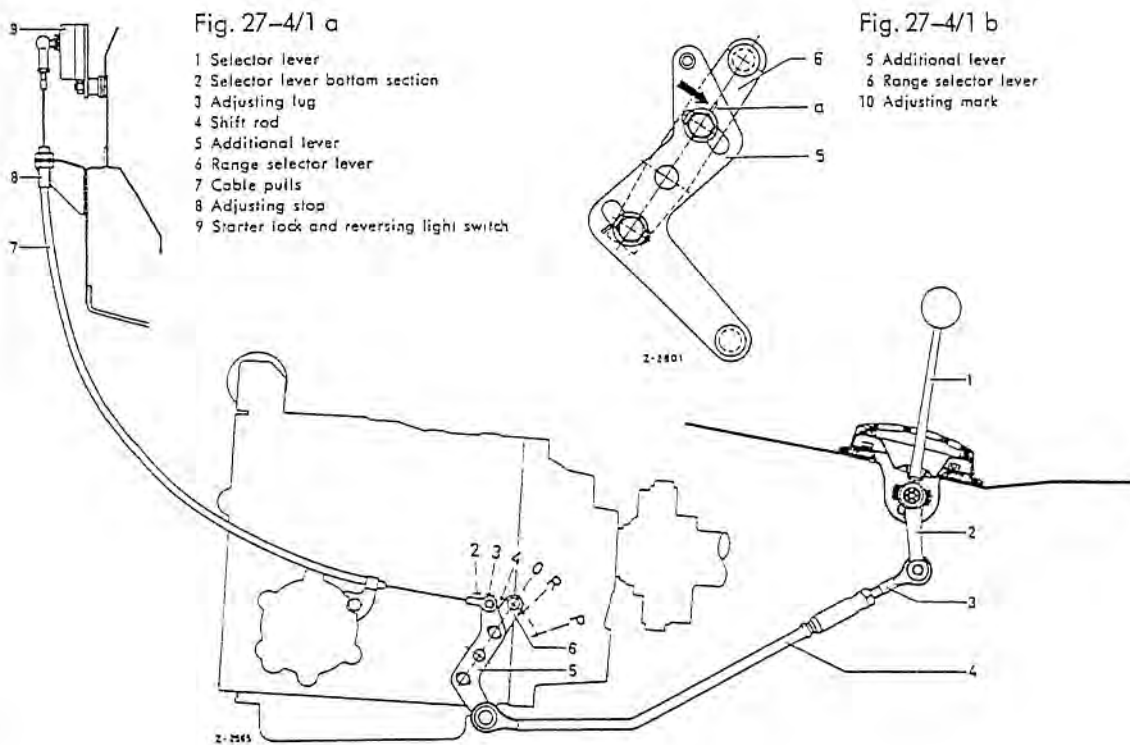 Fig. 27–4/1 a
1 Selector lever
2 Selector lever bottom section
3 Adjusting lug
4 Shift rod
5 Additional lever
6 Range selector lever
7 Cable pulls
8 Adjusting stop
9 Starter lock and reversing light switch
Fig. 27–4/1 b
5 Additional lever
6 Range selector lever
10 Adjusting mark
9
8
7
6
a
5
Z-2801
1
2
3
4
2 3 4 0 R P
6
5
Z-2565